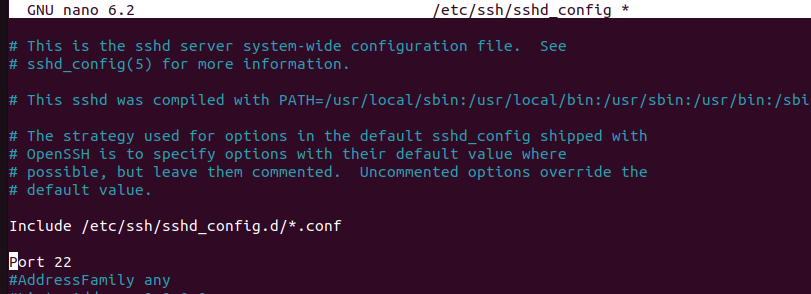 GNU nano 6.2 /etc/ssh/sshd_config *
# This is the sshd server system-wide configuration file.  See
# sshd_config(5) for more information.
# This sshd was compiled with PATH=/usr/local/sbin:/usr/local/bin:/usr/sbin:/usr/bin:/sbi
# The strategy used for options in the default sshd_config shipped with
# OpenSSH is to specify options with their default value where
# possible, but leave them commented.  Uncommented options override the
# default value.
Include /etc/ssh/sshd_config.d/*.conf
Port 22
#AddressFamily any